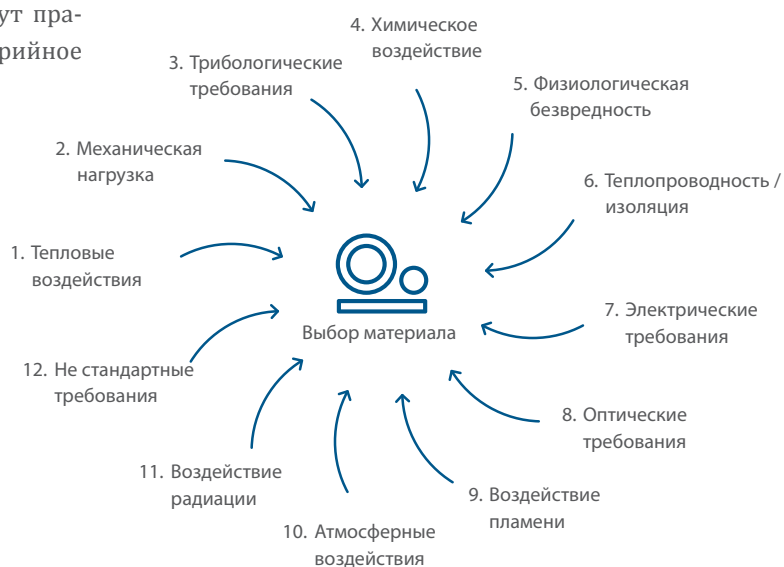 ут пра-
рийное
4. Химическое
воздействие
3. Трибологические
требования
5. Физиологическая
безвредность
2. Механическая
нагрузка
6. Теплопроводность /
изоляция
1. Тепловые
воздействия
7. Электрические
требования
Выбор материала
12. Не стандартные
требования
8. Оптические
требования
11. Воздействие
радиации
9. Воздействие
пламени
10. Атмосферные
воздействия